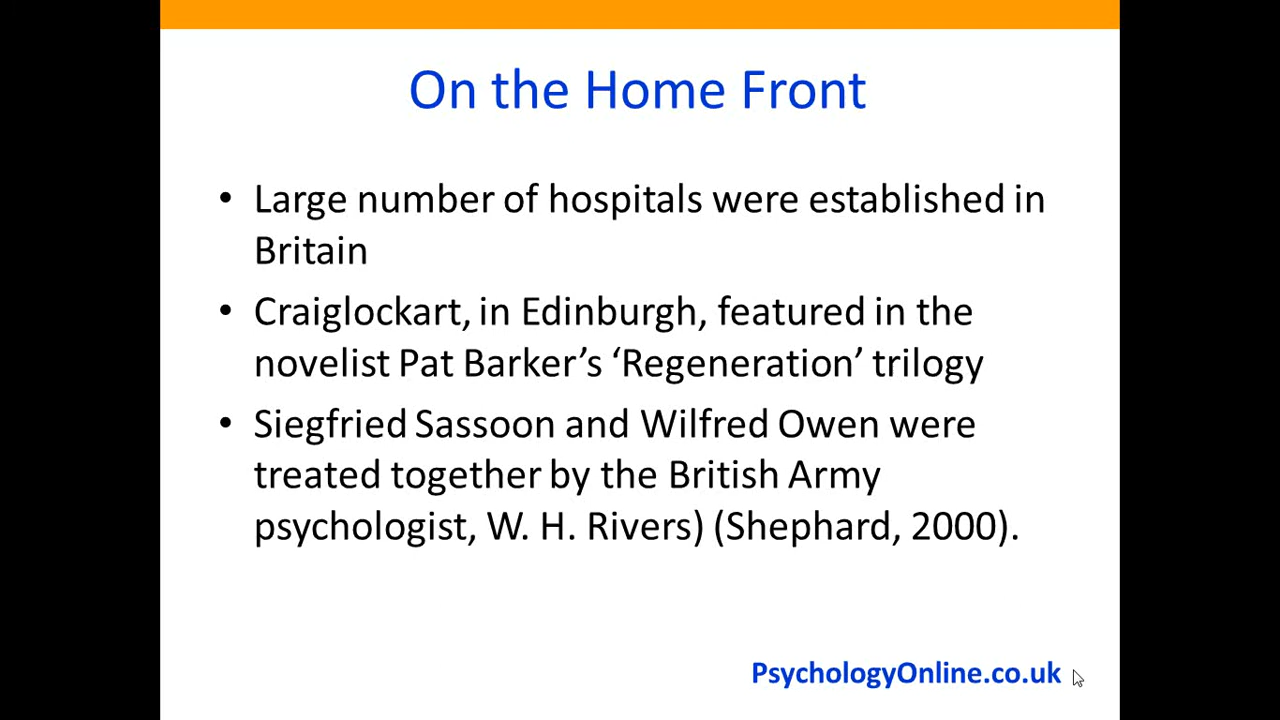 On the Home Front
• Large number of hospitals were established in
Britain
• Craiglockart, in Edinburgh, featured in the
novelist Pat Barker’s ‘Regeneration’ trilogy
• Siegfried Sassoon and Wilfred Owen were
treated together by the British Army
psychologist, W. H. Rivers) (Shephard, 2000).
PsychologyOnline.co.uk